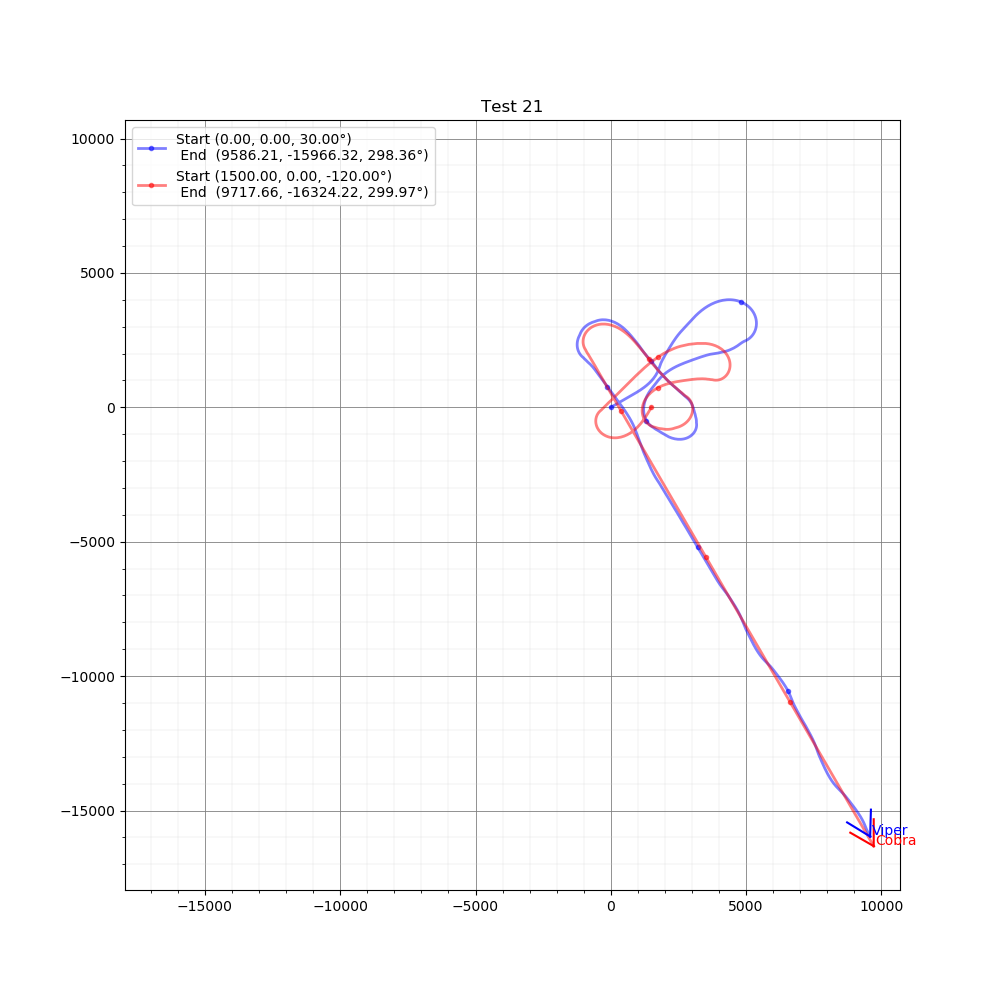 Test 21
Start (0.00, 0.00, 30.00°)
End (9586.21, -15966.32, 298.36°)
Start (1500.00, 0.00, -120.00°)
End (9717.66, -16324.22, 299.97°)
10000
5000
0
−5000
−10000
−15000
Viper
Cobra
−15000 −10000 −5000 0 5000 10000